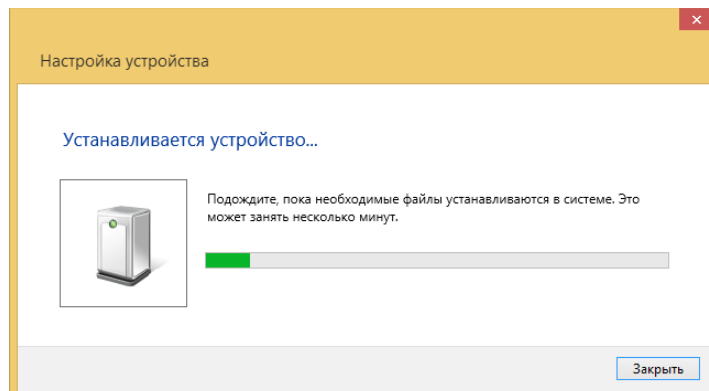 Настройка устройства
Устанавливается устройство...
Подождите, пока необходимые файлы устанавливаются в системе. Это
может занять несколько минут.
Закрыть